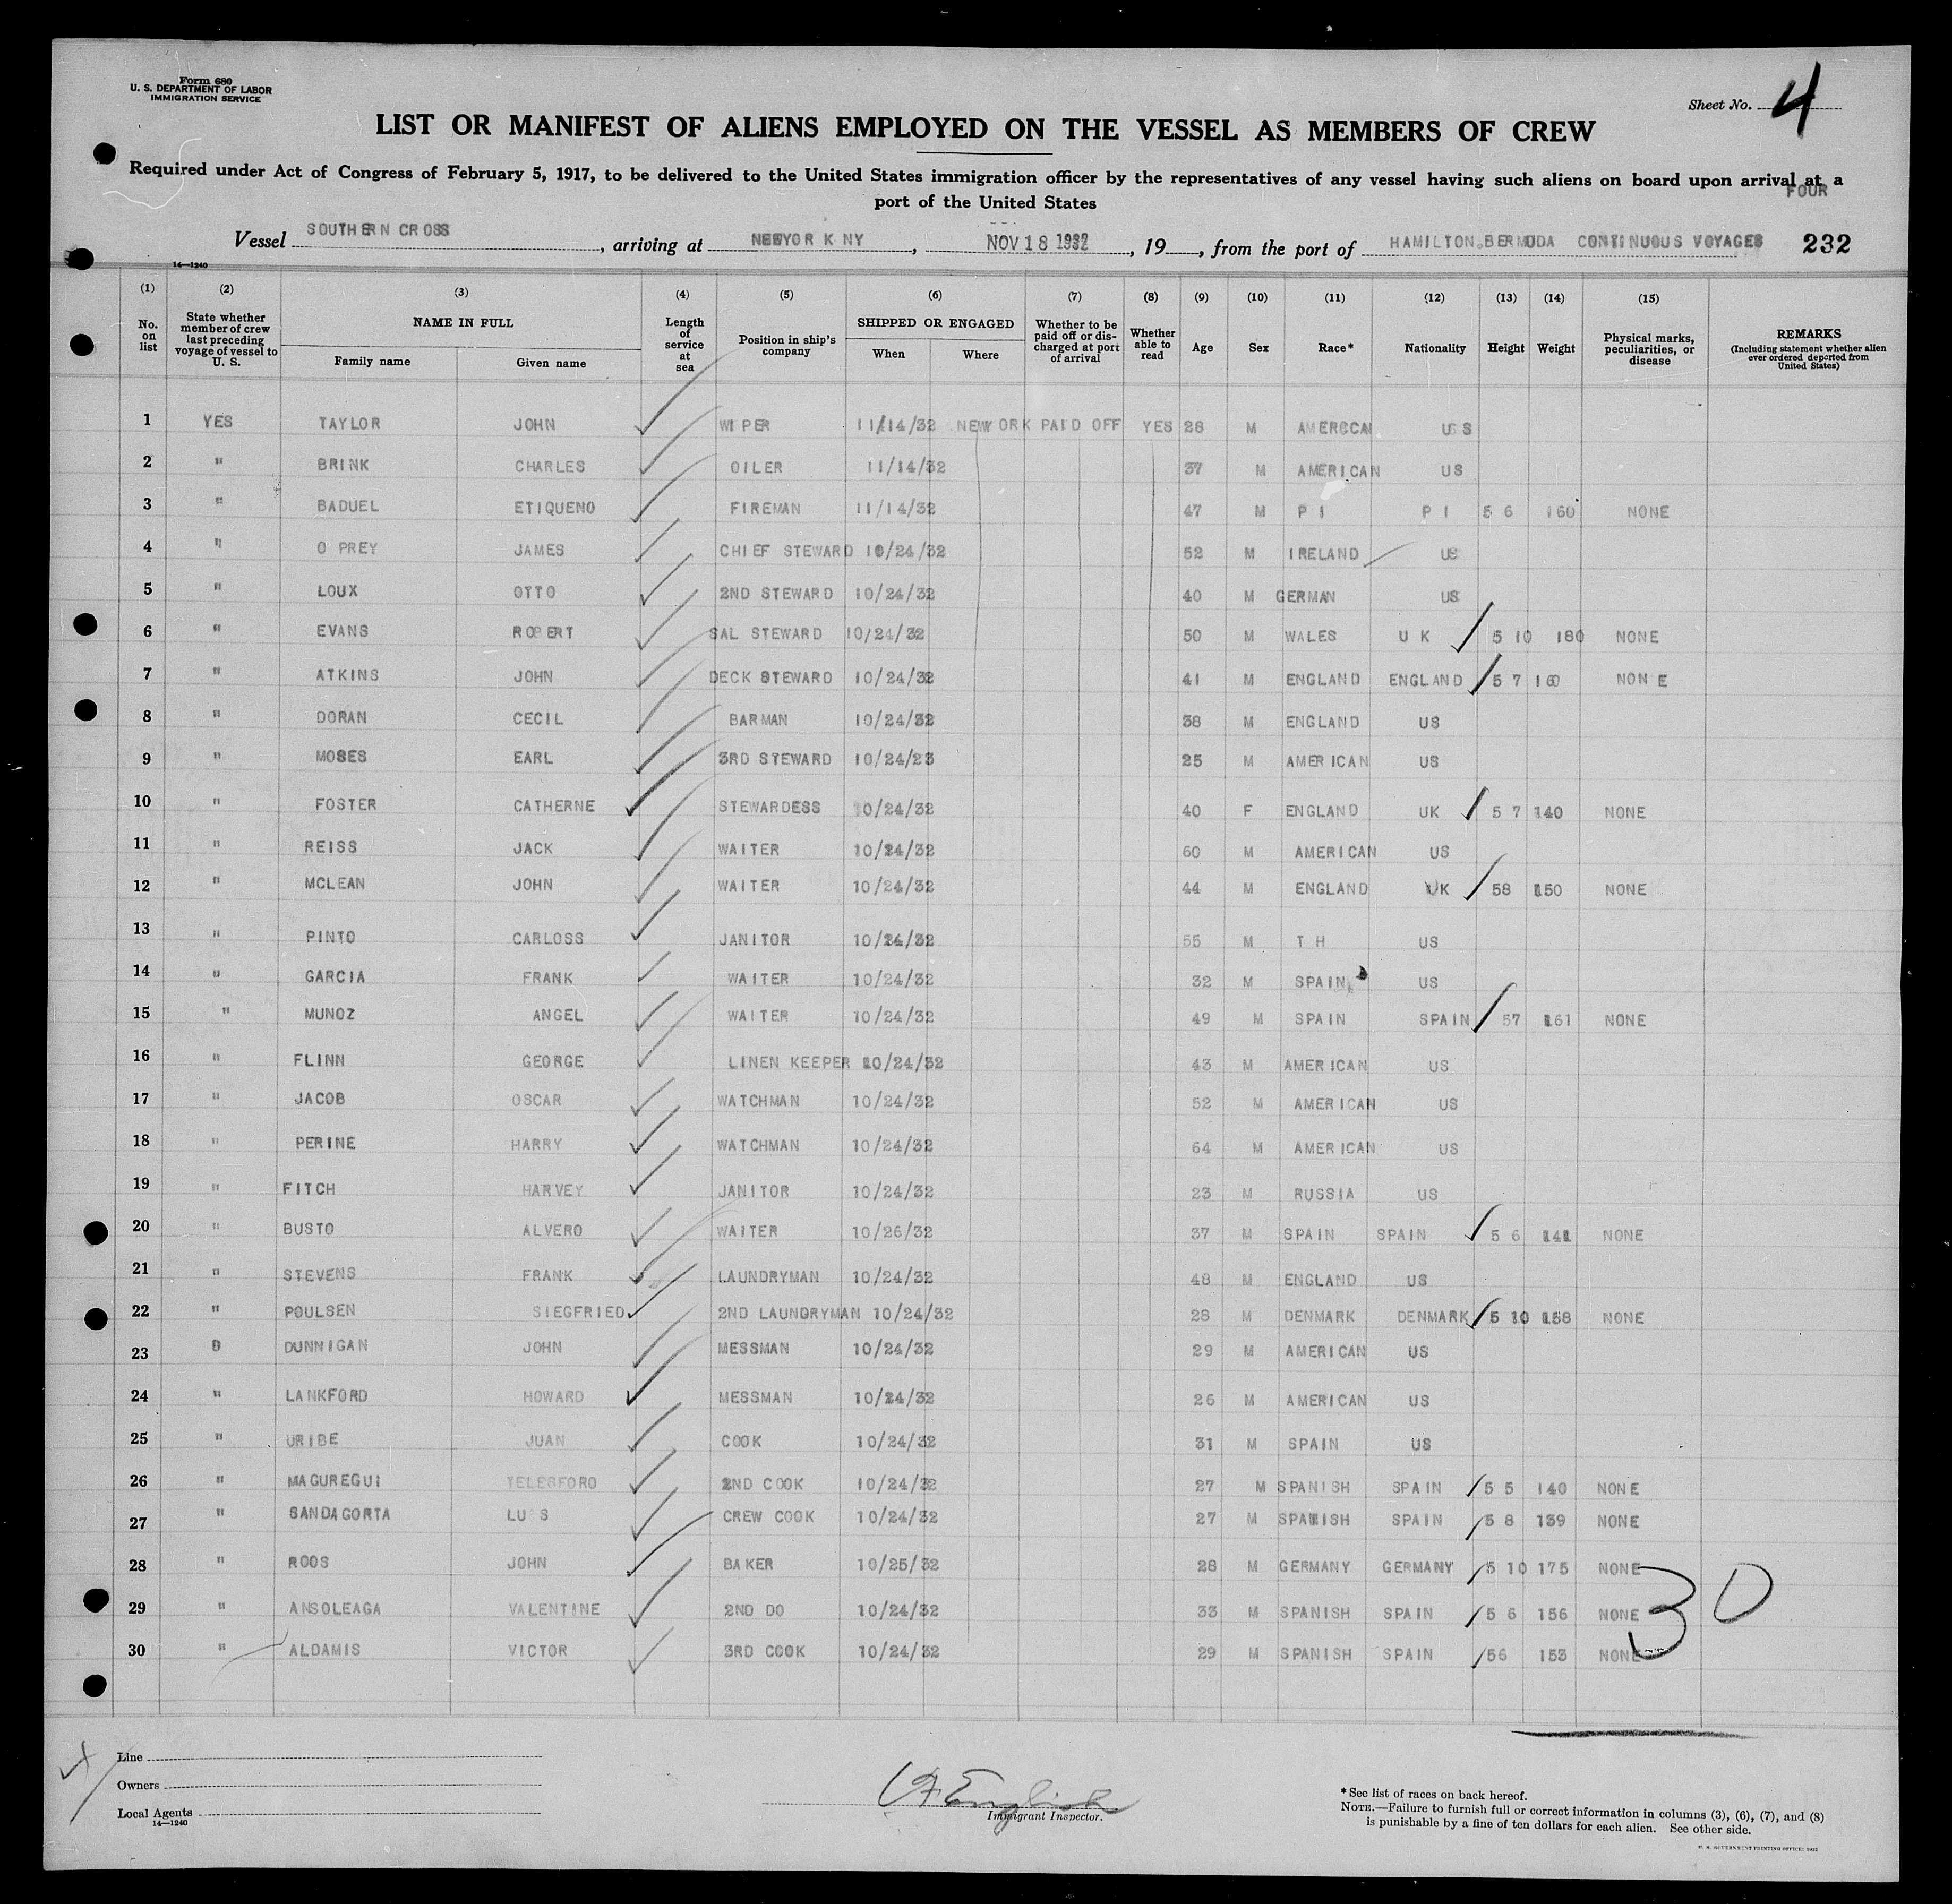 Form 680
U. S. DEPARTMENT OF LABOR
IMMIGRATION SERVICE
Sheet No. 4
LIST OR MANIFEST OF ALIENS EMPLOYED ON THE VESSEL AS MEMBERS OF CREW
Required under Act of Congress of February 5, 1917, to be delivered to the United States immigration officer by the representatives of any vessel having such aliens on board upon arrival at a
port of the United States
FOUR
Vessel SOUTHERN CROSS, arriving at NEWYORK NY, NOV 18 1932, 19, from the port of HAMILTON.BERMUDA CONTINUOUS VOYAGES 232
14—1240
(1) (2) (3) (4) (5) (6) (7) (8) (9) (10) (11) (12) (13) (14) (15)
No. on list
State whether member of crew last preceding voyage of vessel to U. S.
NAME IN FULL
Family name
Given name
Length of service at sea
Position in ship's company
SHIPPED OR ENGAGED
When
Where
Whether to be paid off or discharged at port of arrival
Whether able to read
Age
Sex
Race*
Nationality
Height
Weight
Physical marks, peculiarities, or disease
REMARKS
(Including statement whether alien ever ordered deported from United States)
1 YES TAYLOR JOHN WIPER 11/14/32 NEWYORK PAID OFF YES 28 M AMERCCAN US S
2 " BRINK CHARLES OILER 11/14/32 37 M AMERICAN US
3 " BADUEL ETIQUENO FIREMAN 11/14/32 47 M P I P I 5 6 160 NONE
4 " O PREY JAMES CHIEF STEWARD 10/24/32 52 M IRELAND US
5 " LOUX OTTO 2ND STEWARD 10/24/32 40 M GERMAN US
6 " EVANS ROBERT SAL STEWARD 10/24/32 50 M WALES U K 5 10 180 NONE
7 " ATKINS JOHN DECK STEWARD 10/24/32 41 M ENGLAND ENGLAND 5 7 160 NONE
8 " DORAN CECIL BARMAN 10/24/32 38 M ENGLAND US
9 " MOSES EARL 3RD STEWARD 10/24/23 25 M AMERICAN US
10 " FOSTER CATHERNE STEWARDESS 10/24/32 40 F ENGLAND UK 5 7 140 NONE
11 " REISS JACK WAITER 10/24/32 60 M AMERICAN US
12 " MCLEAN JOHN WAITER 10/24/32 44 M ENGLAND UK 58 150 NONE
13 " PINTO CARLOSS JANITOR 10/24/32 55 M T H US
14 " GARCIA FRANK WAITER 10/24/32 32 M SPAIN US
15 " MUNOZ ANGEL WAITER 10/24/32 49 M SPAIN SPAIN 57 161 NONE
16 " FLINN GEORGE LINEN KEEPER 10/24/32 43 M AMERICAN US
17 " JACOB OSCAR WATCHMAN 10/24/32 52 M AMERICAN US
18 " PERINE HARRY WATCHMAN 10/24/32 64 M AMERICAN US
19 " FITCH HARVEY JANITOR 10/24/32 23 M RUSSIA US
20 " BUSTO ALVERO WAITER 10/26/32 37 M SPAIN SPAIN 5 6 141 NONE
21 " STEVENS FRANK LAUNDRYMAN 10/24/32 48 M ENGLAND US
22 " POULSEN SIEGFRIED 2ND LAUNDRYMAN 10/24/32 28 M DENMARK DENMARK 5 10 158 NONE
23 DUNNIGAN JOHN MESSMAN 10/24/32 29 M AMERICAN US
24 " LANKFORD HOWARD MESSMAN 10/24/32 26 M AMERICAN US
25 " URIBE JUAN COOK 10/24/32 31 M SPAIN US
26 " MAGUREGUI TELESFORO 2ND COOK 10/24/32 27 M SPANISH SPAIN 5 5 140 NONE
27 " SANDAGORTA LUIS CREW COOK 10/24/32 27 M SPANISH SPAIN 5 8 139 NONE
28 " ROOS JOHN BAKER 10/25/32 28 M GERMANY GERMANY 5 10 175 NONE
29 " ANSOLEAGA VALENTINE 2ND DO 10/24/32 33 M SPANISH SPAIN 5 6 156 NONE
30 " ALDAMIS VICTOR 3RD COOK 10/24/32 29 M SPANISH SPAIN 56 153 NONE
30
Line
Owners
Local Agents
14—1240
English
Immigrant Inspector.
* See list of races on back hereof.
NOTE.—Failure to furnish full or correct information in columns (3), (6), (7), and (8)
is punishable by a fine of ten dollars for each alien. See other side.
U. S. GOVERNMENT PRINTING OFFICE: 1932